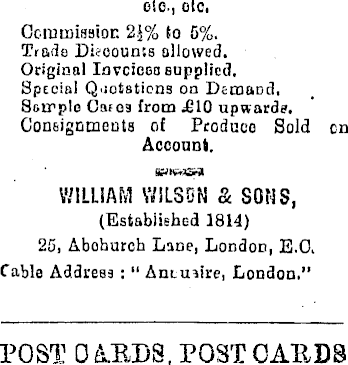 etc., etc.
Commission 2½% to 5%.
Trade Discounts allowed.
Original Invoices supplied.
Special Quotations on Demand.
Sample Cases from £10 upwards.
Consignments of Produce Sold on
Account.
WILLIAM WILSON & SONS,
(Established 1814)
25, Abchurch Lane, London, E.C.
Cable Address : "Annuaire, London."
POST CARDS, POST CARDS